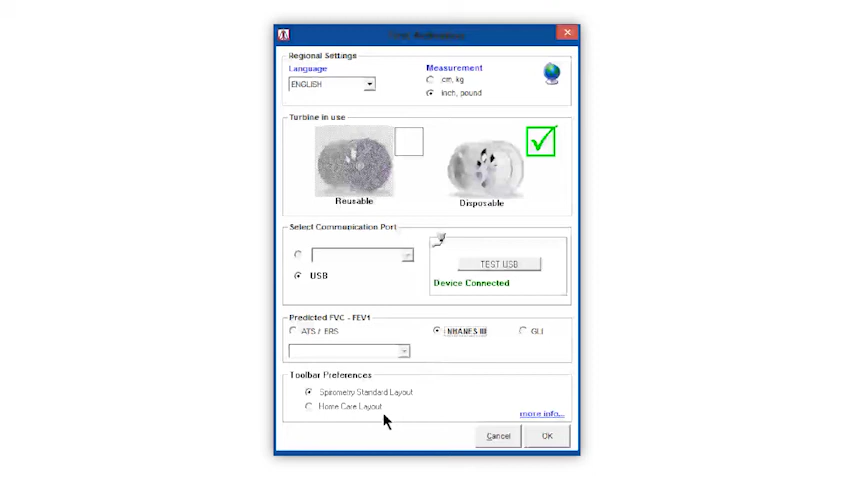 Regional Settings
Language
Measurement
ENGLISH
cm, kg
inch, pound
Turbine in use
Reusable
Disposable
Select Communication Port
USB
TEST USB
Device Connected
Predicted FVC - FEV1
ATS / ERS
NHANES III
GLI
Toolbar Preferences
Spirometry Standard Layout
Home Care Layout
more info...
Cancel
OK